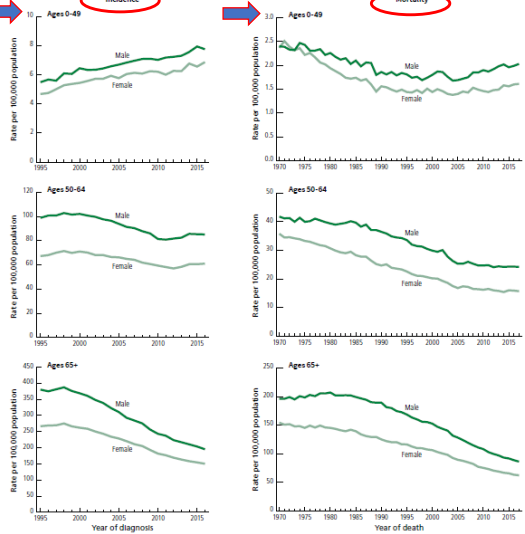 Incidence
Mortality
Ages 0-49
Rate per 100,000 population
10
8
6
4
2
0
Male
Female
1995 2000 2005 2010 2015
Ages 0-49
Rate per 100,000 population
3.0
2.5
2.0
1.5
1.0
0.5
0.0
Male
Female
1970 1975 1980 1985 1990 1995 2000 2005 2010 2015
Ages 50-64
Rate per 100,000 population
120
100
80
60
40
20
0
Male
Female
1995 2000 2005 2010 2015
Ages 50-64
Rate per 100,000 population
50
40
30
20
10
0
Male
Female
1970 1975 1980 1985 1990 1995 2000 2005 2010 2015
Ages 65+
Rate per 100,000 population
450
400
350
300
250
200
150
100
50
0
Male
Female
1995 2000 2005 2010 2015
Year of diagnosis
Ages 65+
Rate per 100,000 population
250
200
150
100
50
0
Male
Female
1970 1975 1980 1985 1990 1995 2000 2005 2010 2015
Year of death